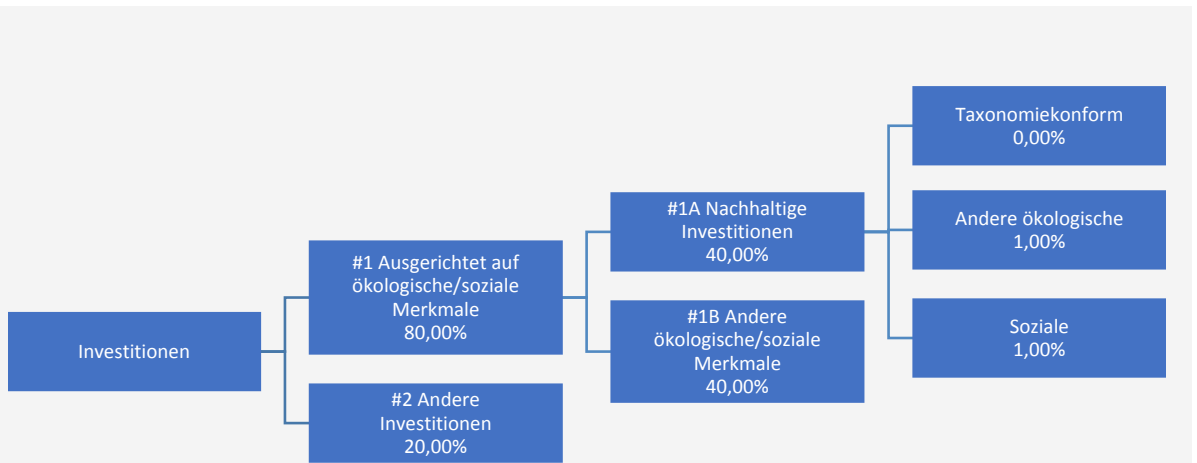 Investitionen
#1 Ausgerichtet auf
ökologische/soziale
Merkmale
80,00%
#2 Andere
Investitionen
20,00%
#1A Nachhaltige
Investitionen
40,00%
#1B Andere
ökologische/soziale
Merkmale
40,00%
Taxonomiekonform
0,00%
Andere ökologische
1,00%
Soziale
1,00%